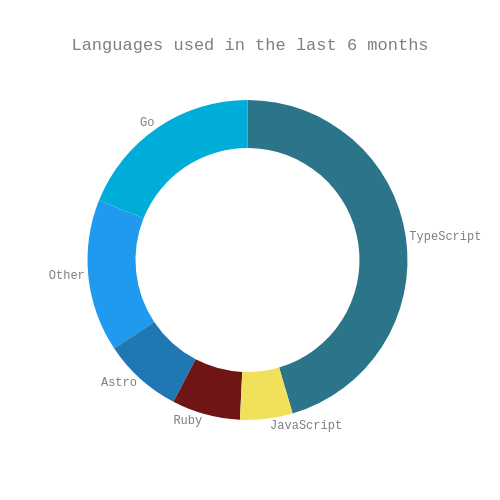 Languages used in the last 6 months
Go
TypeScript
Other
Astro
Ruby
JavaScript